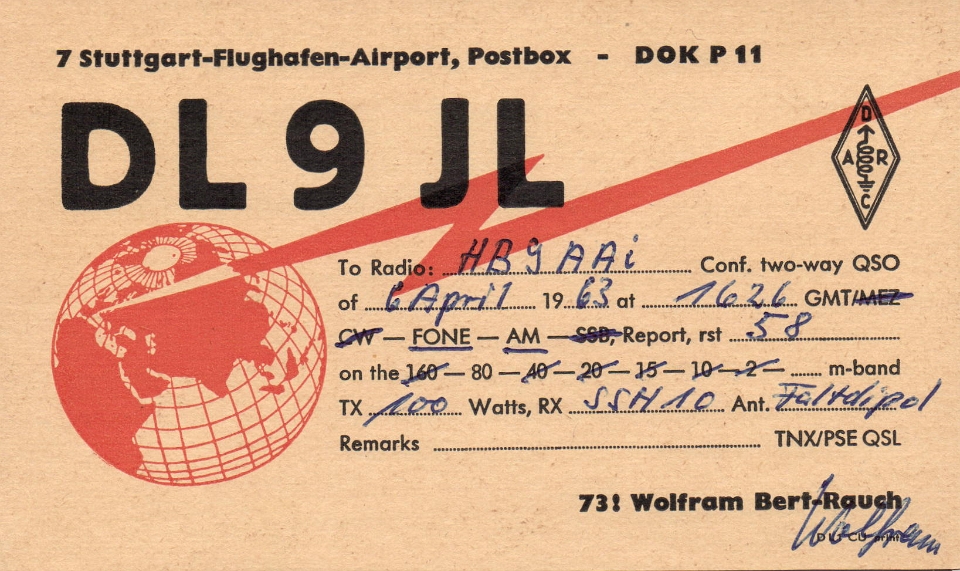 7 Stuttgart-Flughafen-Airport, Postbox - DOK P 11
DL 9 JL
D
A R
C
To Radio: HB9AAi Conf. two-way QSO
of 6 April 1963 at 1626 GMT/MEZ
CW — FONE — AM — SSB, Report, rst 58
on the 160 — 80 — 40 — 20 — 15 — 10 — 2 — m-band
TX 100 Watts, RX SSH10 Ant. Faltdipol
Remarks TNX/PSE QSL
73! Wolfram Bert-Rauch
Wolfram